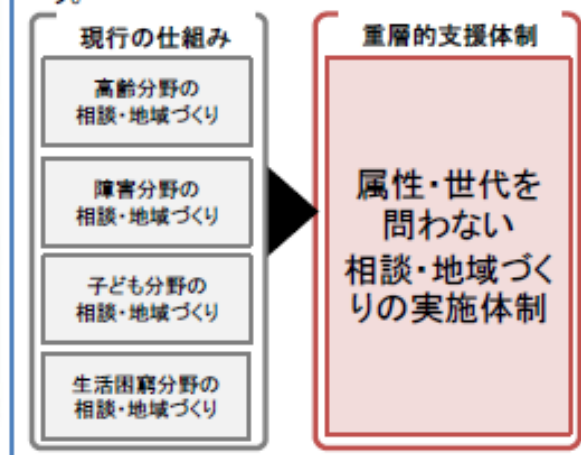 う。
現行の仕組み
高齢分野の
相談・地域づくり
障害分野の
相談・地域づくり
子ども分野の
相談・地域づくり
生活困窮分野の
相談・地域づくり
重層的支援体制
属性・世代を
問わない
相談・地域づく
りの実施体制